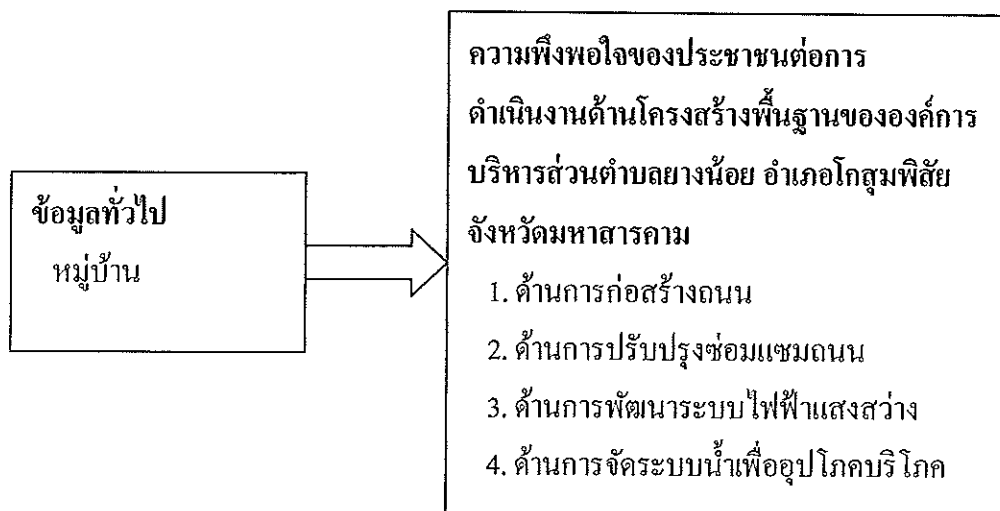 ข้อมูลทั่วไป
หมู่บ้าน
ความพึงพอใจของประชาชนต่อการ
ดำเนินงานด้านโครงสร้างพื้นฐานขององค์การ
บริหารส่วนตำบลยางน้อย อำเภอโกสุมพิสัย
จังหวัดมหาสารคาม
1. ด้านการก่อสร้างถนน
2. ด้านการปรับปรุงซ่อมแซมถนน
3. ด้านการพัฒนาระบบไฟฟ้าแสงสว่าง
4. ด้านการจัดระบบน้ำเพื่ออุปโภคบริโภค